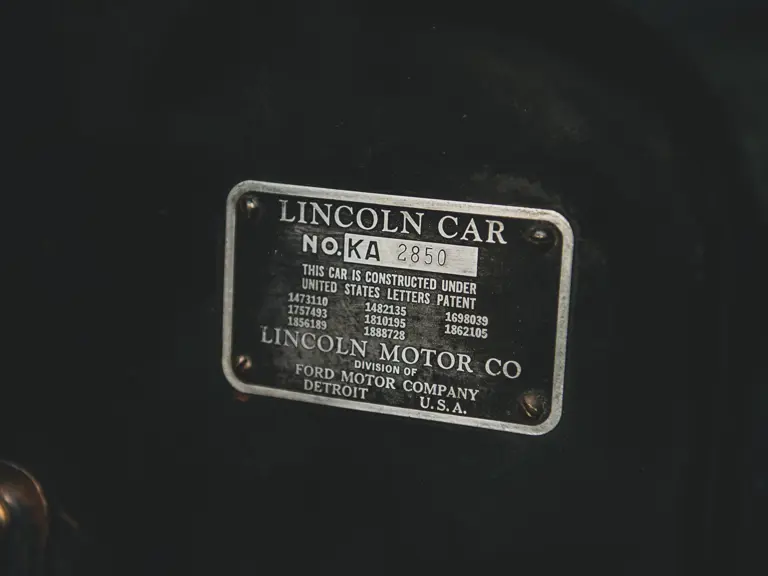 LINCOLN CAR
NO. KA 2850
THIS CAR IS CONSTRUCTED UNDER
UNITED STATES LETTERS PATENT
1473110 1482135 1698039
1757493 1810195 1862105
1856189 1888728
LINCOLN MOTOR CO
DIVISION OF
FORD MOTOR COMPANY
DETROIT U.S.A.